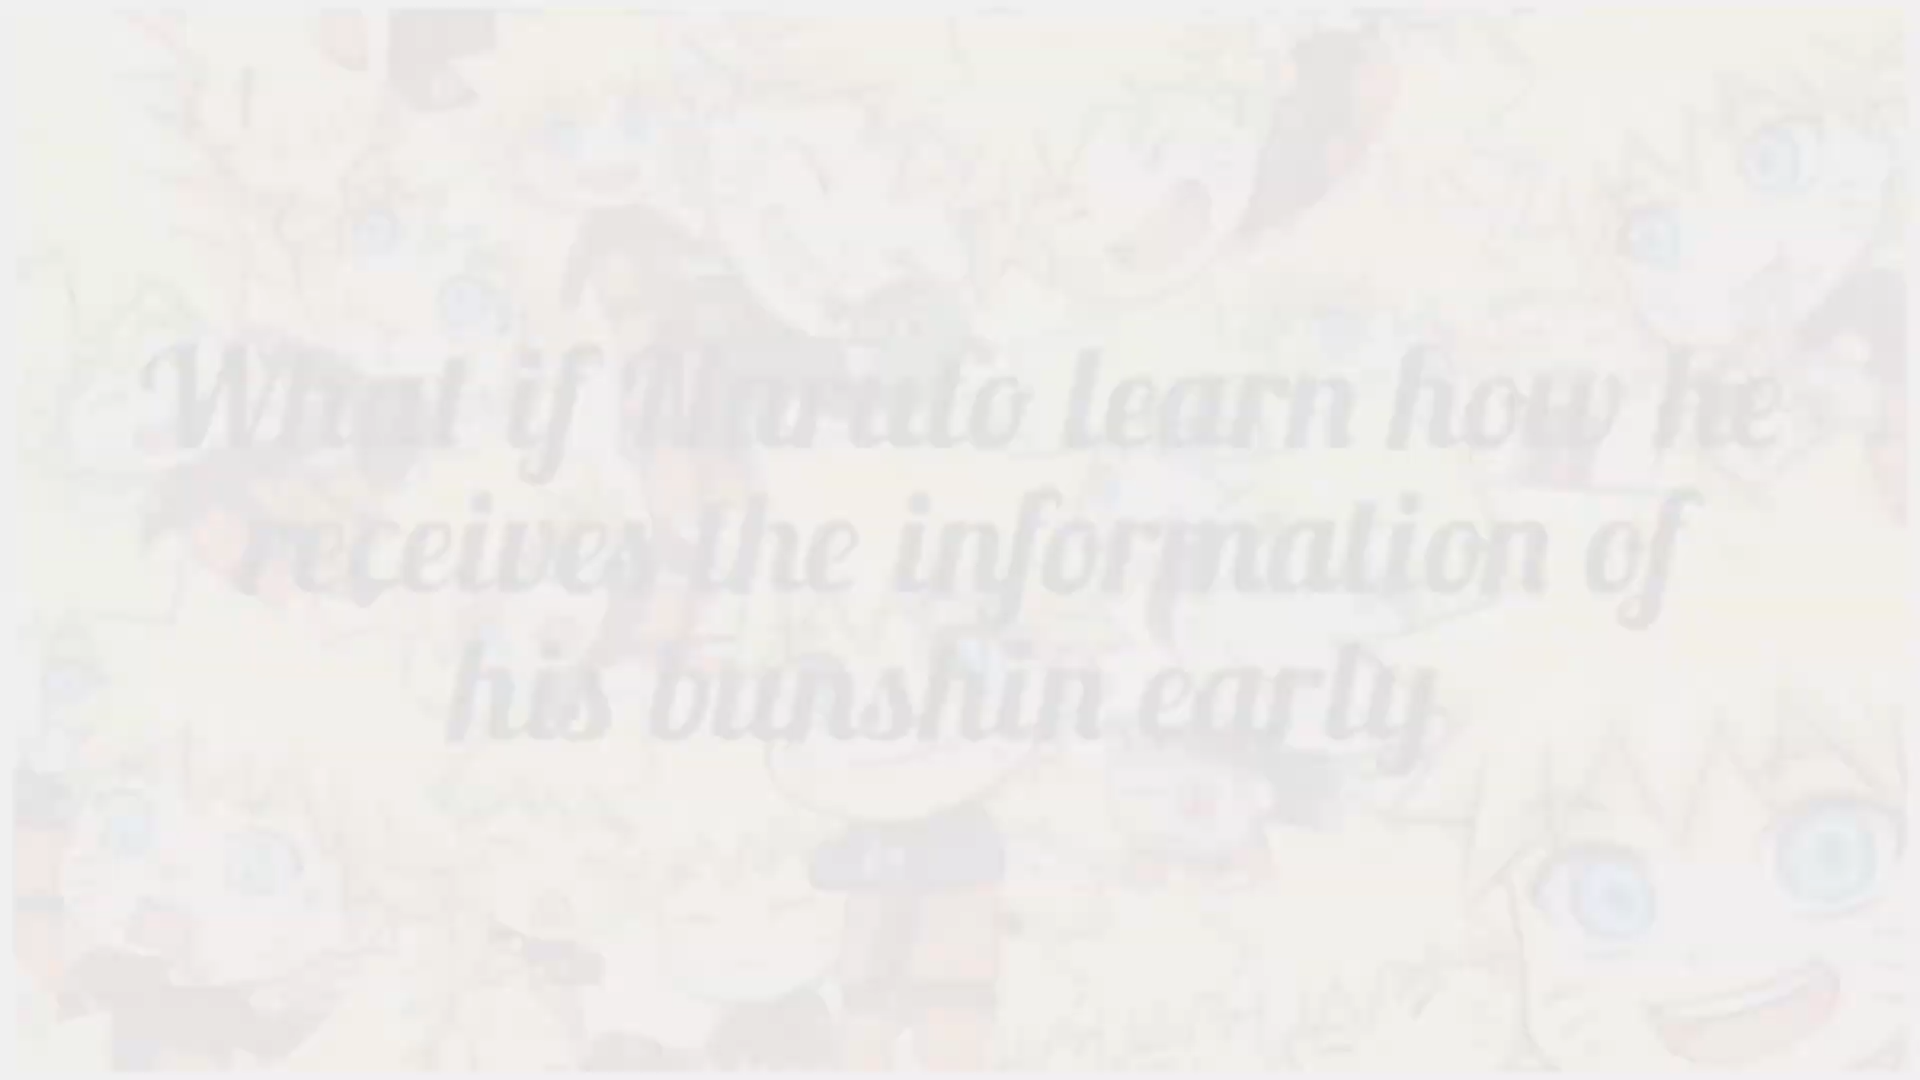 What if Naruto learn how he
receives the information of
his bunshin early